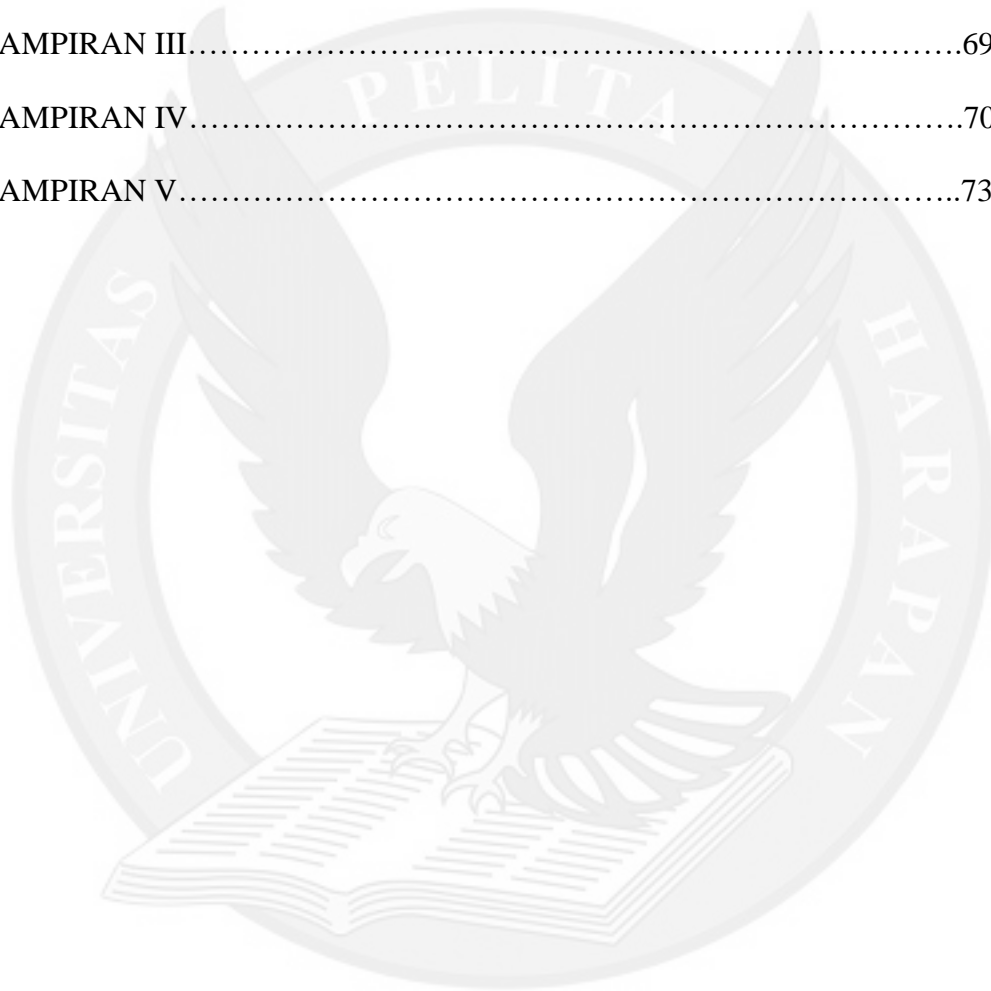 AMPIRAN III……………………………………………………………….69
AMPIRAN IV……………………………………………………………….70
AMPIRAN V………………………………………………………………..73
UNIVERSITAS PELITA HARAPAN